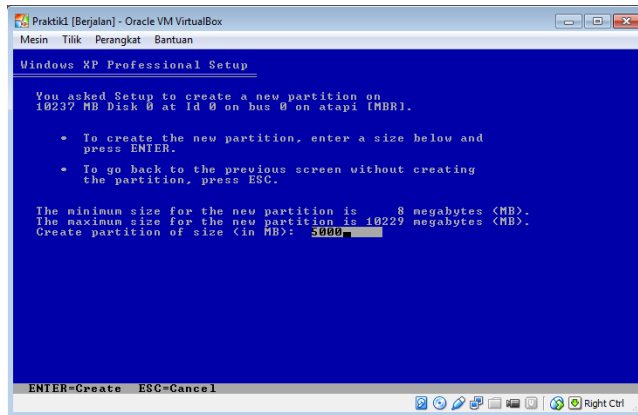 Praktik1 [Berjalan] - Oracle VM VirtualBox
Mesin Tilik Perangkat Bantuan
Windows XP Professional Setup
You asked Setup to create a new partition on
10237 MB Disk 0 at Id 0 on bus 0 on atapi [MBR].
• To create the new partition, enter a size below and
press ENTER.
• To go back to the previous screen without creating
the partition, press ESC.
The minimum size for the new partition is 8 megabytes (MB).
The maximum size for the new partition is 10229 megabytes (MB).
Create partition of size (in MB): 5000_
ENTER=Create ESC=Cancel
Right Ctrl